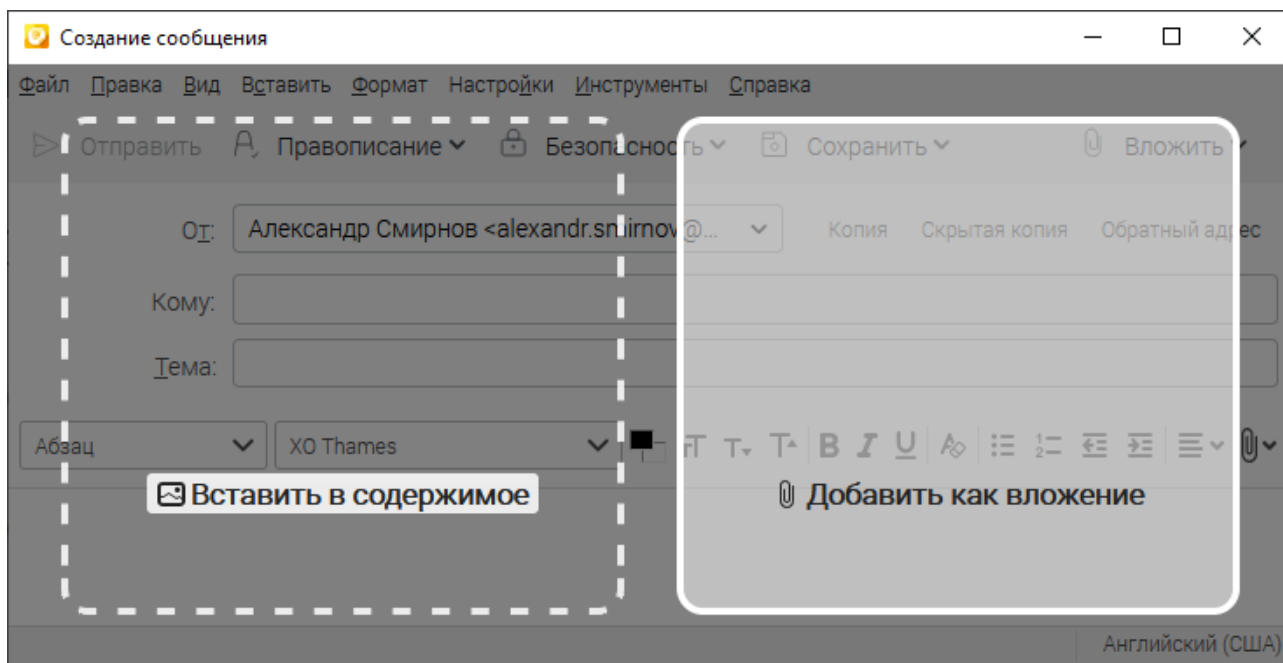 Создание сообщения
Файл Правка Вид Вставить Формат Настройки Инструменты Справка
Отправить Правописание Безопасность Сохранить Вложить
От: Александр Смирнов <alexandr.smirnov@... Копия Скрытая копия Обратный адрес
Кому:
Тема:
Абзац XO Thames
Вставить в содержимое Добавить как вложение
Английский (США)